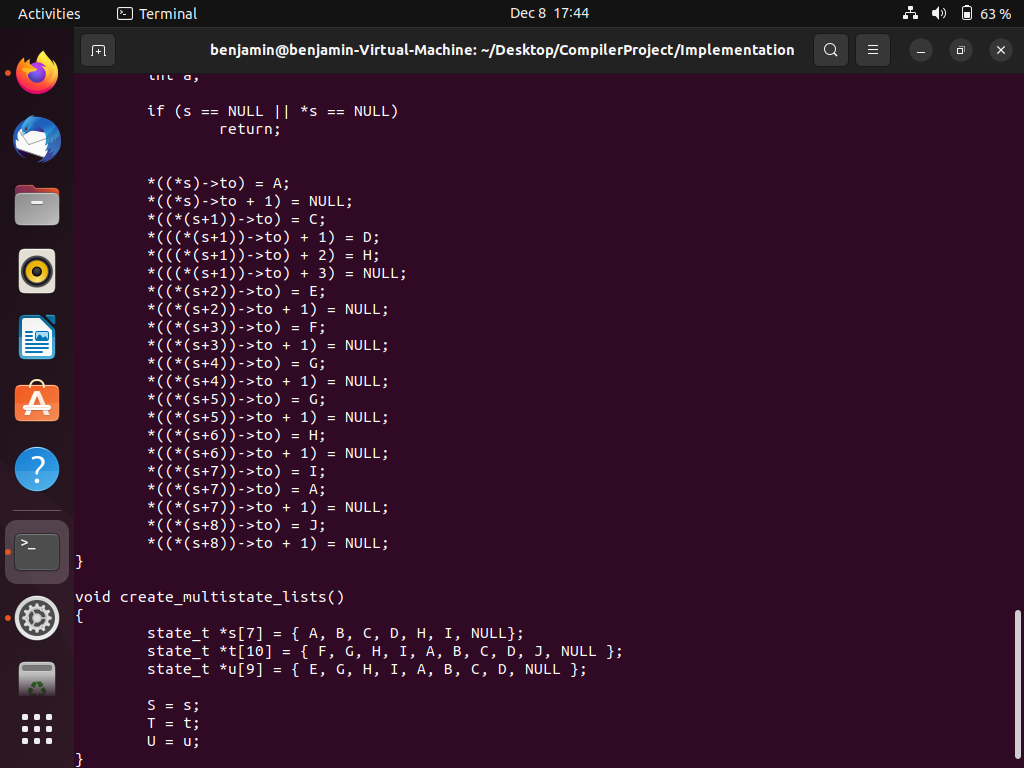 Activities Terminal Dec 8 17:44 63 %
benjamin@benjamin-Virtual-Machine: ~/Desktop/CompilerProject/Implementation
int a;
if (s == NULL || *s == NULL)
return;
*((*s)->to) = A;
*((*s)->to + 1) = NULL;
*((*(s+1))->to) = C;
*(((*(s+1))->to) + 1) = D;
*(((*(s+1))->to) + 2) = H;
*(((*(s+1))->to) + 3) = NULL;
*((*(s+2))->to) = E;
*((*(s+2))->to + 1) = NULL;
*((*(s+3))->to) = F;
*((*(s+3))->to + 1) = NULL;
*((*(s+4))->to) = G;
*((*(s+4))->to + 1) = NULL;
*((*(s+5))->to) = G;
*((*(s+5))->to + 1) = NULL;
*((*(s+6))->to) = H;
*((*(s+6))->to + 1) = NULL;
*((*(s+7))->to) = I;
*((*(s+7))->to) = A;
*((*(s+7))->to + 1) = NULL;
*((*(s+8))->to) = J;
*((*(s+8))->to + 1) = NULL;
}
void create_multistate_lists()
{
state_t *s[7] = { A, B, C, D, H, I, NULL};
state_t *t[10] = { F, G, H, I, A, B, C, D, J, NULL };
state_t *u[9] = { E, G, H, I, A, B, C, D, NULL };
S = s;
T = t;
U = u;
}